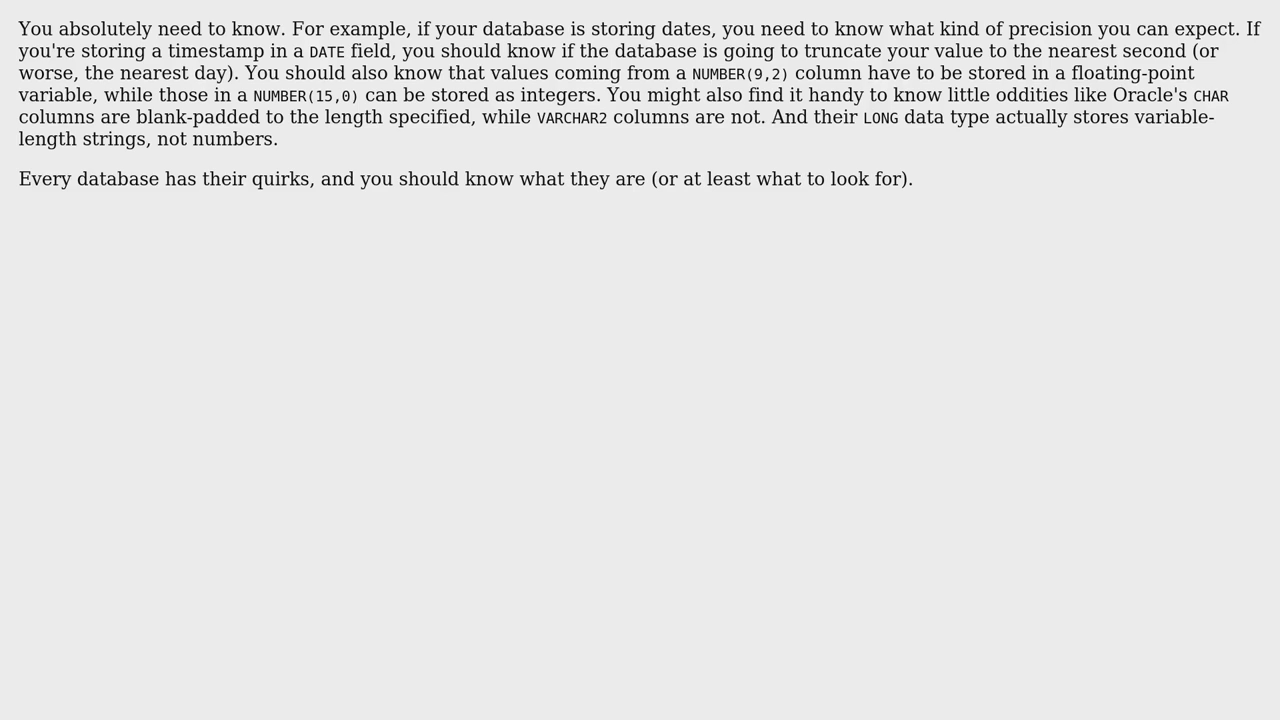 You absolutely need to know. For example, if your database is storing dates, you need to know what kind of precision you can expect. If
you're storing a timestamp in a DATE field, you should know if the database is going to truncate your value to the nearest second (or
worse, the nearest day). You should also know that values coming from a NUMBER(9,2) column have to be stored in a floating-point
variable, while those in a NUMBER(15,0) can be stored as integers. You might also find it handy to know little oddities like Oracle's CHAR
columns are blank-padded to the length specified, while VARCHAR2 columns are not. And their LONG data type actually stores variable-
length strings, not numbers.
Every database has their quirks, and you should know what they are (or at least what to look for).